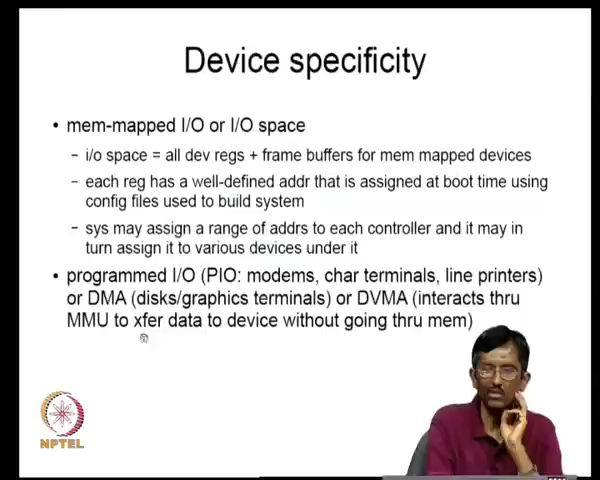 Device specificity
• mem-mapped I/O or I/O space
– i/o space = all dev regs + frame buffers for mem mapped devices
– each reg has a well-defined addr that is assigned at boot time using
config files used to build system
– sys may assign a range of addrs to each controller and it may in
turn assign it to various devices under it
• programmed I/O (PIO: modems, char terminals, line printers)
or DMA (disks/graphics terminals) or DVMA (interacts thru
MMU to xfer data to device without going thru mem)
NPTEL